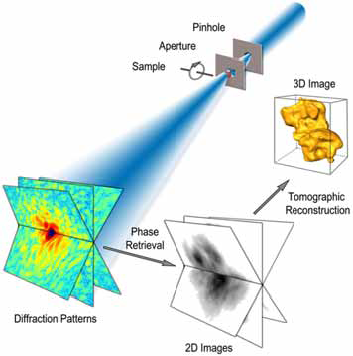 Pinhole
Aperture
Sample
3D Image
Tomographic
Reconstruction
Phase
Retrieval
Diffraction Patterns
2D Images